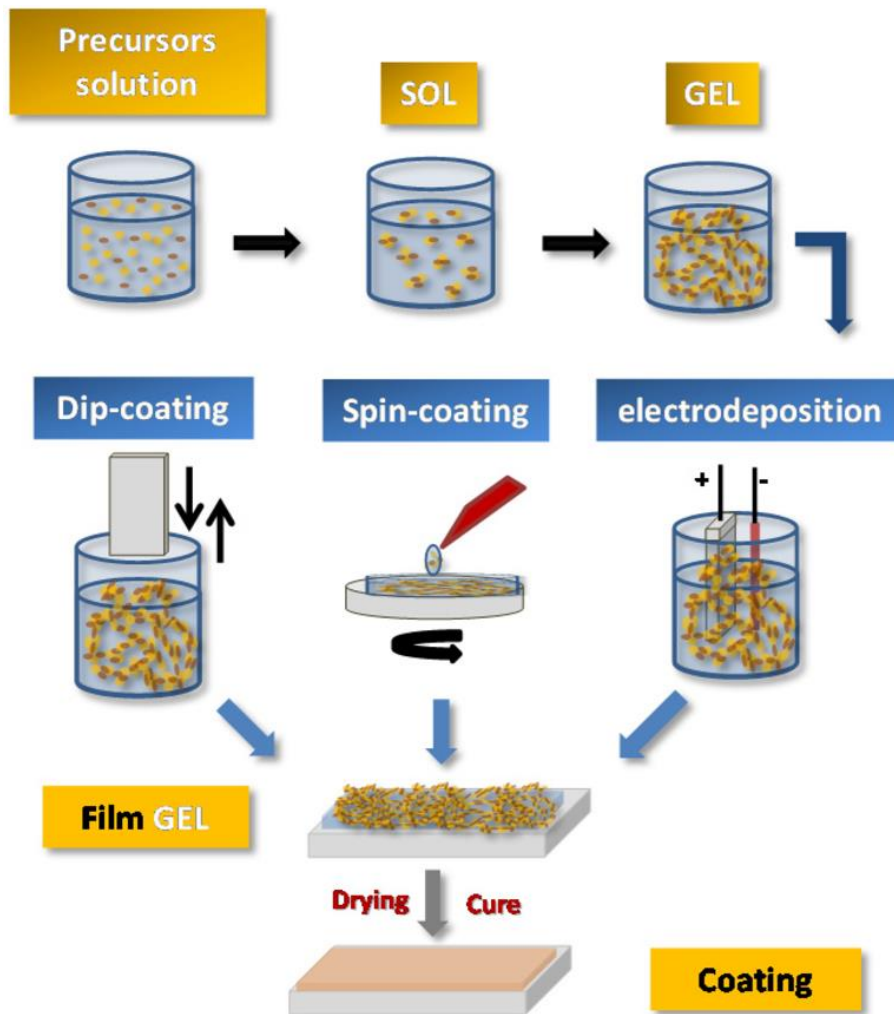 Precursors
solution
SOL
GEL
Dip-coating
Spin-coating
electrodeposition
+
-
Film GEL
Drying
Cure
Coating